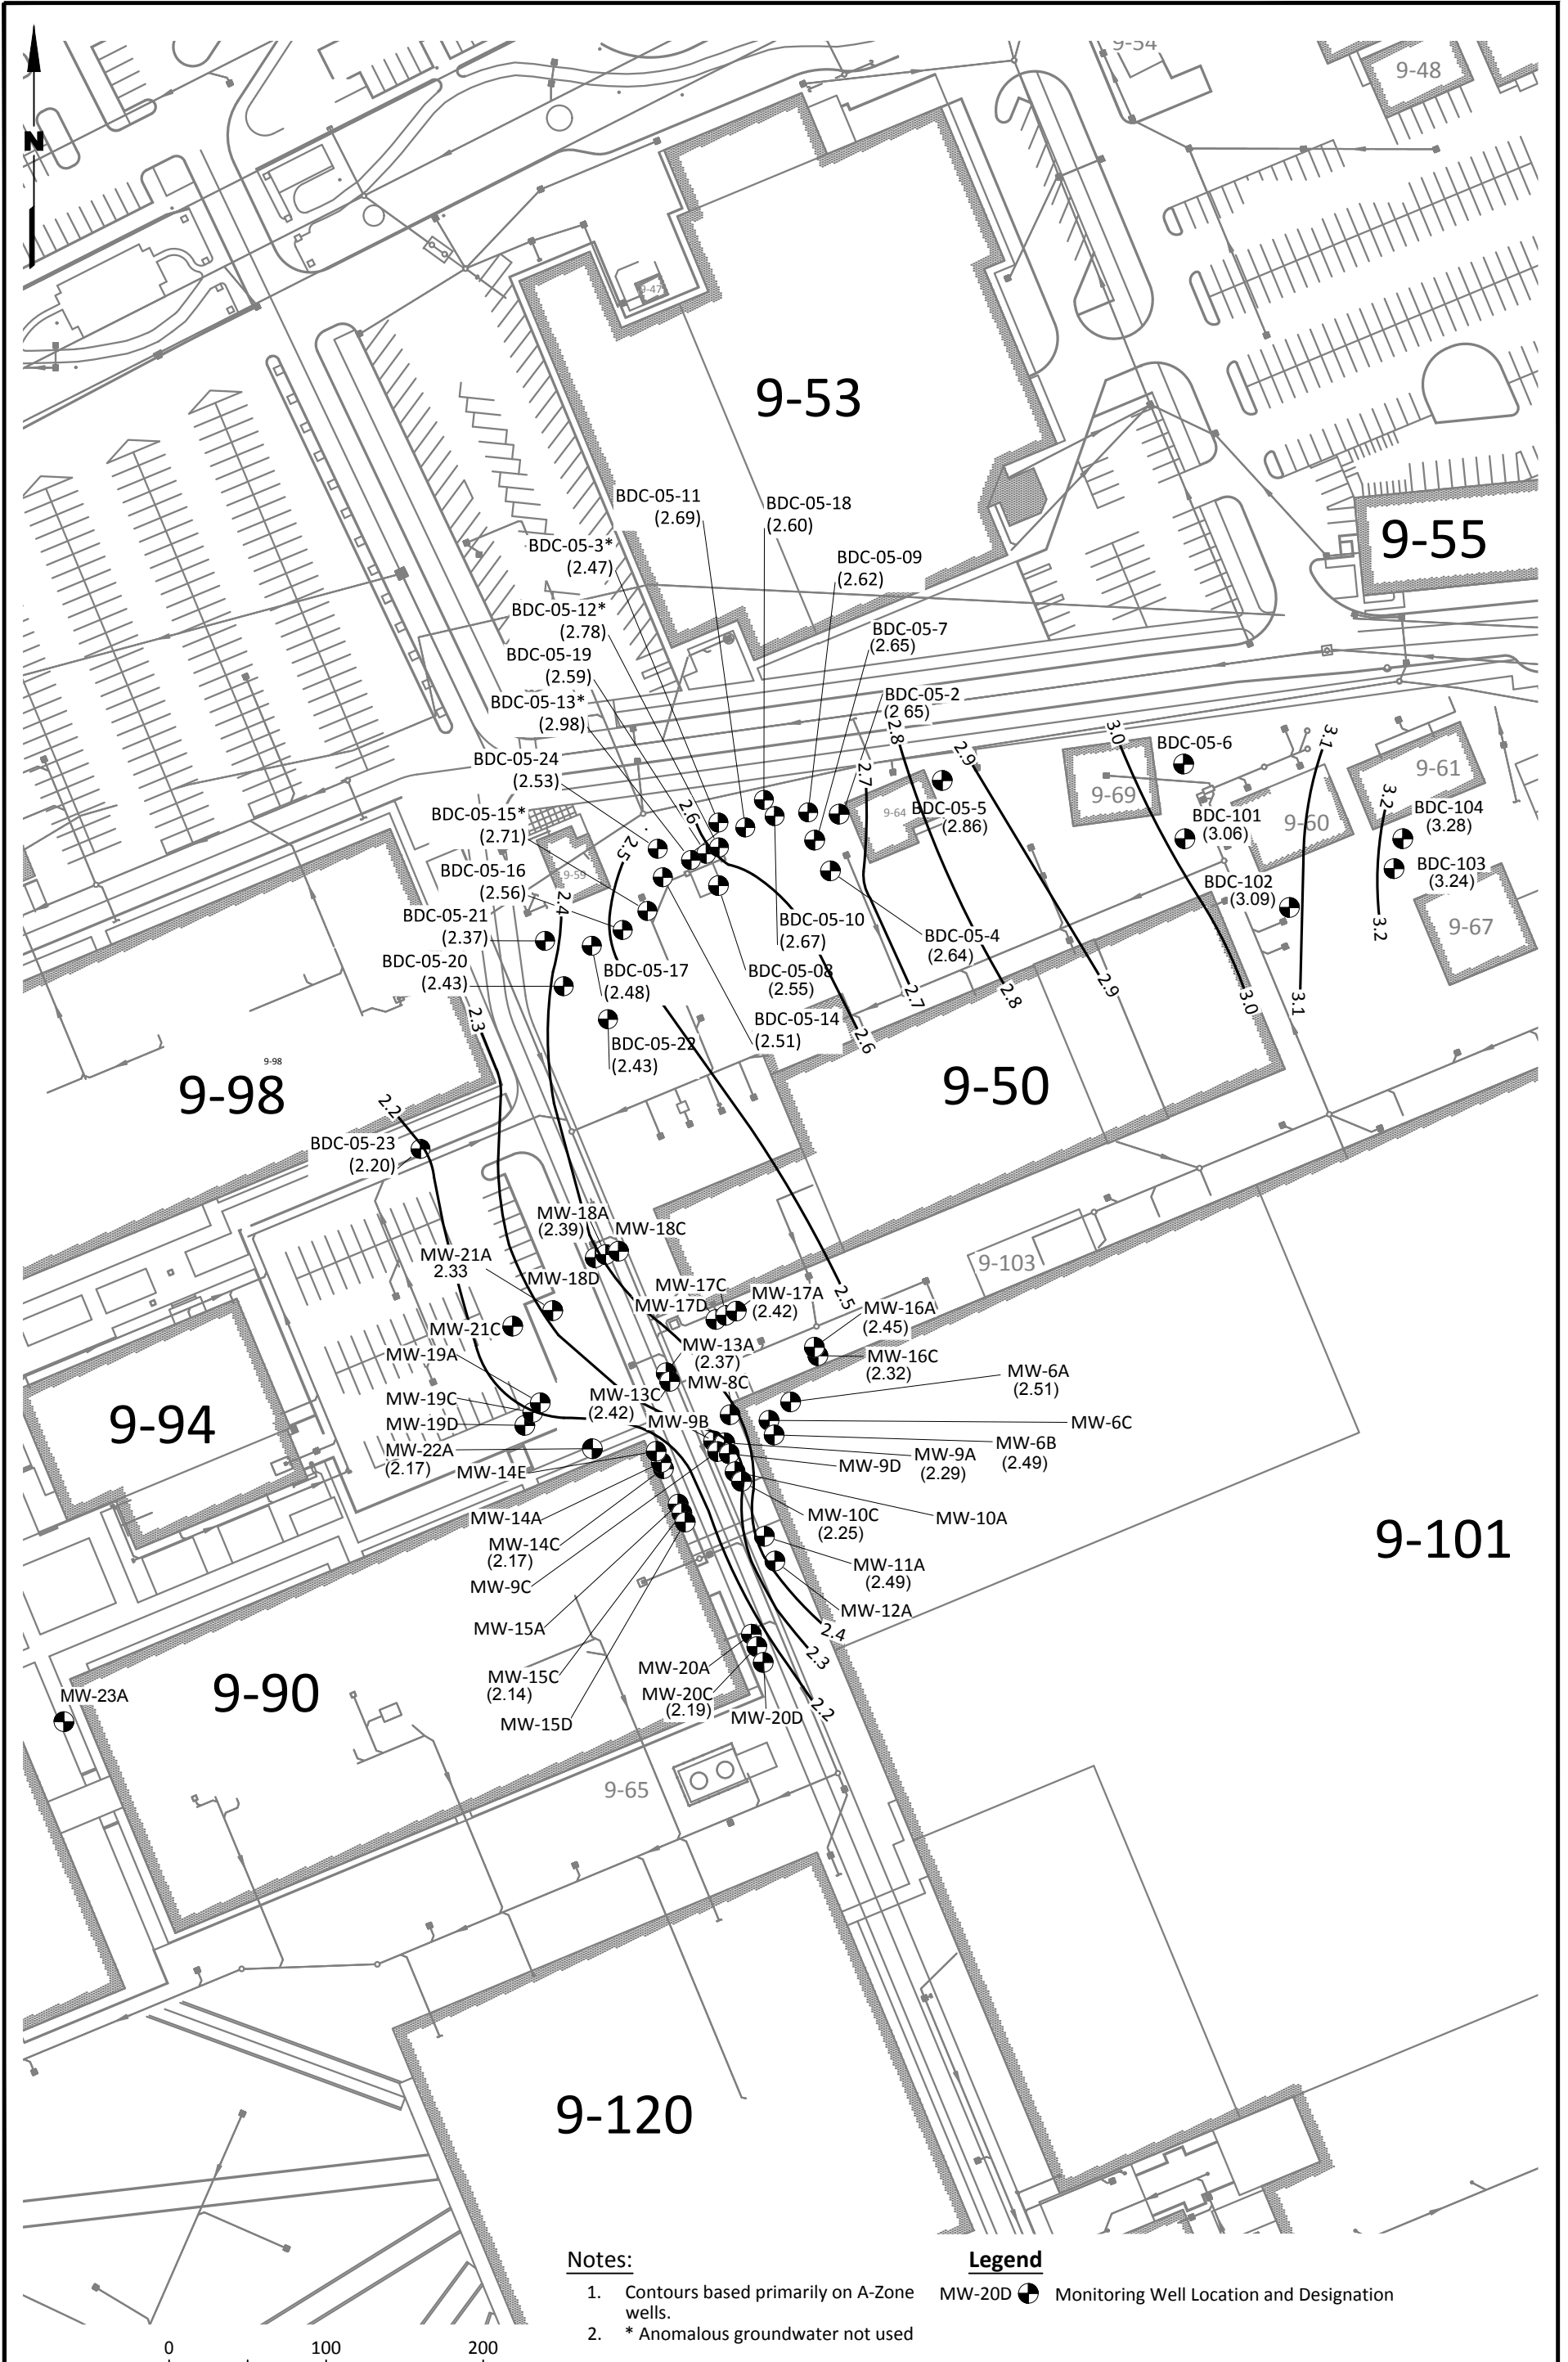 9-54
9-48
N
9-47
9-53
BDC-05-11
(2.69)
BDC-05-18
(2.60)
9-55
BDC-05-3*
(2.47)
BDC-05-09
(2.62)
BDC-05-12*
(2.78)
BDC-05-7
(2.65)
BDC-05-19
(2.59)
BDC-05-13*
(2.98)
BDC-05-2
(2.65)
2.8
2.9
3.0
3.1
BDC-05-6
BDC-05-24
(2.53)
2.7
9-61
9-69
3.2
BDC-05-15*
(2.71)
2.6
9-64
BDC-05-5
(2.86)
BDC-101
(3.06)
9-60
BDC-104
(3.28)
2.5
BDC-05-16
(2.56)
9-59
BDC-103
(3.24)
BDC-102
(3.09)
2.4
BDC-05-21
(2.37)
BDC-05-10
(2.67)
BDC-05-4
(2.64)
3.2
9-67
BDC-05-20
(2.43)
BDC-05-17
(2.48)
BDC-05-08
(2.55)
2.7
2.8
2.9
3.0
3.1
2.3
BDC-05-14
(2.51)
2.6
BDC-05-22
(2.43)
9-98
9-98
9-50
2.2
BDC-05-23
(2.20)
MW-18A
(2.39)
MW-18C
MW-21A
2.33
9-103
MW-18D
MW-17C
MW-17A
(2.42)
2.5
MW-17D
MW-16A
(2.45)
MW-21C
MW-13A
(2.37)
MW-19A
MW-16C
(2.32)
MW-6A
(2.51)
MW-8C
MW-13C
(2.42)
MW-19C
9-94
MW-19D
MW-9B
MW-6C
MW-22A
(2.17)
MW-6B
(2.49)
MW-9A
(2.29)
MW-9D
MW-14E
MW-14A
MW-10C
(2.25)
MW-10A
9-101
MW-14C
(2.17)
MW-11A
(2.49)
MW-9C
MW-12A
MW-15A
2.4
2.3
MW-15C
(2.14)
MW-20A
9-90
MW-23A
MW-20C
(2.19)
2.2
MW-20D
MW-15D
9-65
9-120
Notes:
1. Contours based primarily on A-Zone
wells.
2. * Anomalous groundwater not used
Legend
MW-20D Monitoring Well Location and Designation
0 100 200